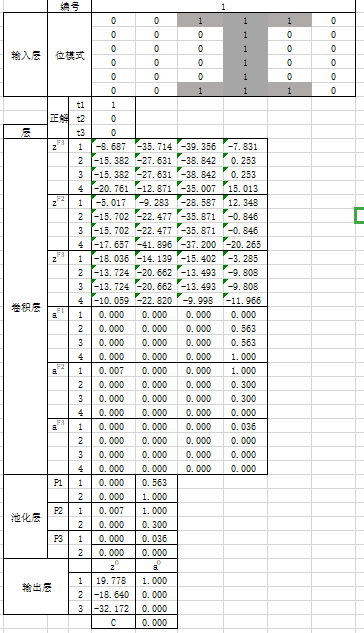 编号 1
0 0 1 1 1 0
0 0 0 1 0 0
输入层 位模式 0 0 0 1 0 0
0 0 0 1 0 0
0 0 0 1 0 0
0 0 1 1 1 0
t1 1
正解 t2 0
层 t3 0
zF3 1 -8.687 -35.714 -39.356 -7.831
2 -15.382 -27.631 -38.842 0.253
3 -15.382 -27.631 -38.842 0.253
4 -20.761 -12.871 -35.007 15.013
zF2 1 -5.017 -9.283 -28.587 12.348
2 -15.702 -22.477 -35.871 -0.846
3 -15.702 -22.477 -35.871 -0.846
4 -17.657 -41.896 -37.200 -20.265
zF3 1 -18.036 -14.139 -15.402 -3.285
2 -13.724 -20.662 -13.493 -9.808
3 -13.724 -20.662 -13.493 -9.808
卷积层 4 -10.059 -22.820 -9.998 -11.966
aF1 1 0.000 0.000 0.000 0.000
2 0.000 0.000 0.000 0.563
3 0.000 0.000 0.000 0.563
4 0.000 0.000 0.000 1.000
aF2 1 0.007 0.000 0.000 1.000
2 0.000 0.000 0.000 0.300
3 0.000 0.000 0.000 0.300
4 0.000 0.000 0.000 0.000
aF3 1 0.000 0.000 0.000 0.036
2 0.000 0.000 0.000 0.000
3 0.000 0.000 0.000 0.000
4 0.000 0.000 0.000 0.000
P1 1 0.000 0.563
2 0.000 1.000
池化层 P2 1 0.007 1.000
2 0.000 0.300
P3 1 0.000 0.036
2 0.000 0.000
zO aO
输出层 1 19.778 1.000
2 -18.640 0.000
3 -32.172 0.000
C 0.000